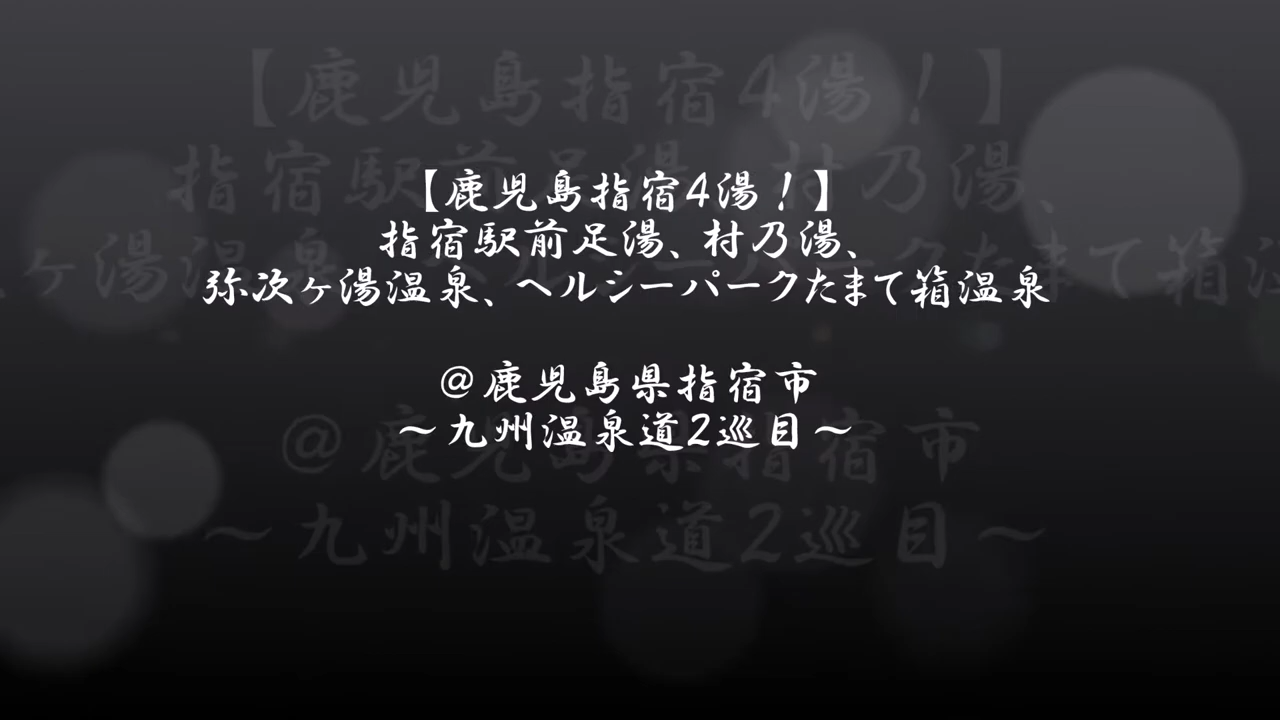 【鹿児島指宿4湯！】
指宿駅前足湯、村乃湯、
弥次ヶ湯温泉、ヘルシーパークたまて箱温泉
@鹿児島県指宿市
～九州温泉道2巡目～